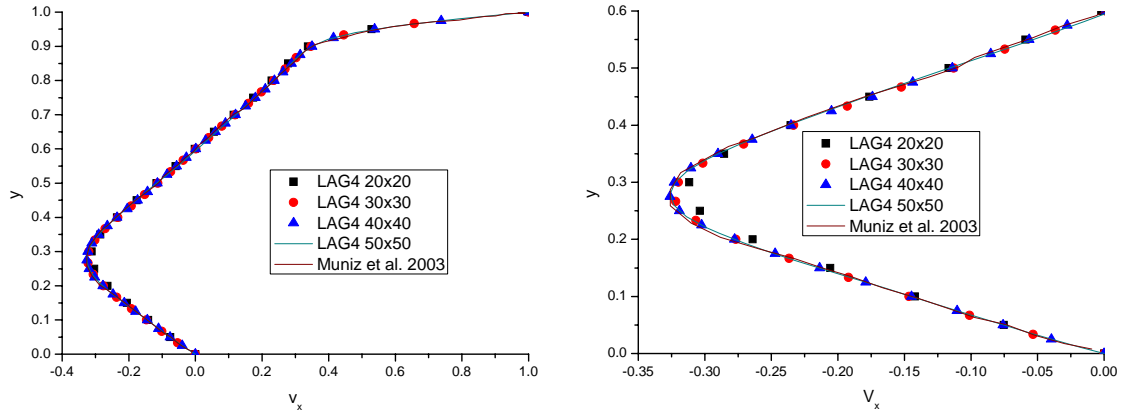 1.0
0.9
0.8
0.7
0.6
0.5
0.4
0.3
0.2
0.1
0.0
y
-0.4 -0.2 0.0 0.2 0.4 0.6 0.8 1.0
v_x
LAG4 20x20
LAG4 30x30
LAG4 40x40
LAG4 50x50
Muniz et al. 2003
0.6
0.5
0.4
0.3
0.2
0.1
0.0
y
-0.35 -0.30 -0.25 -0.20 -0.15 -0.10 -0.05 0.00
V_x
LAG4 20x20
LAG4 30x30
LAG4 40x40
LAG4 50x50
Muniz et al. 2003